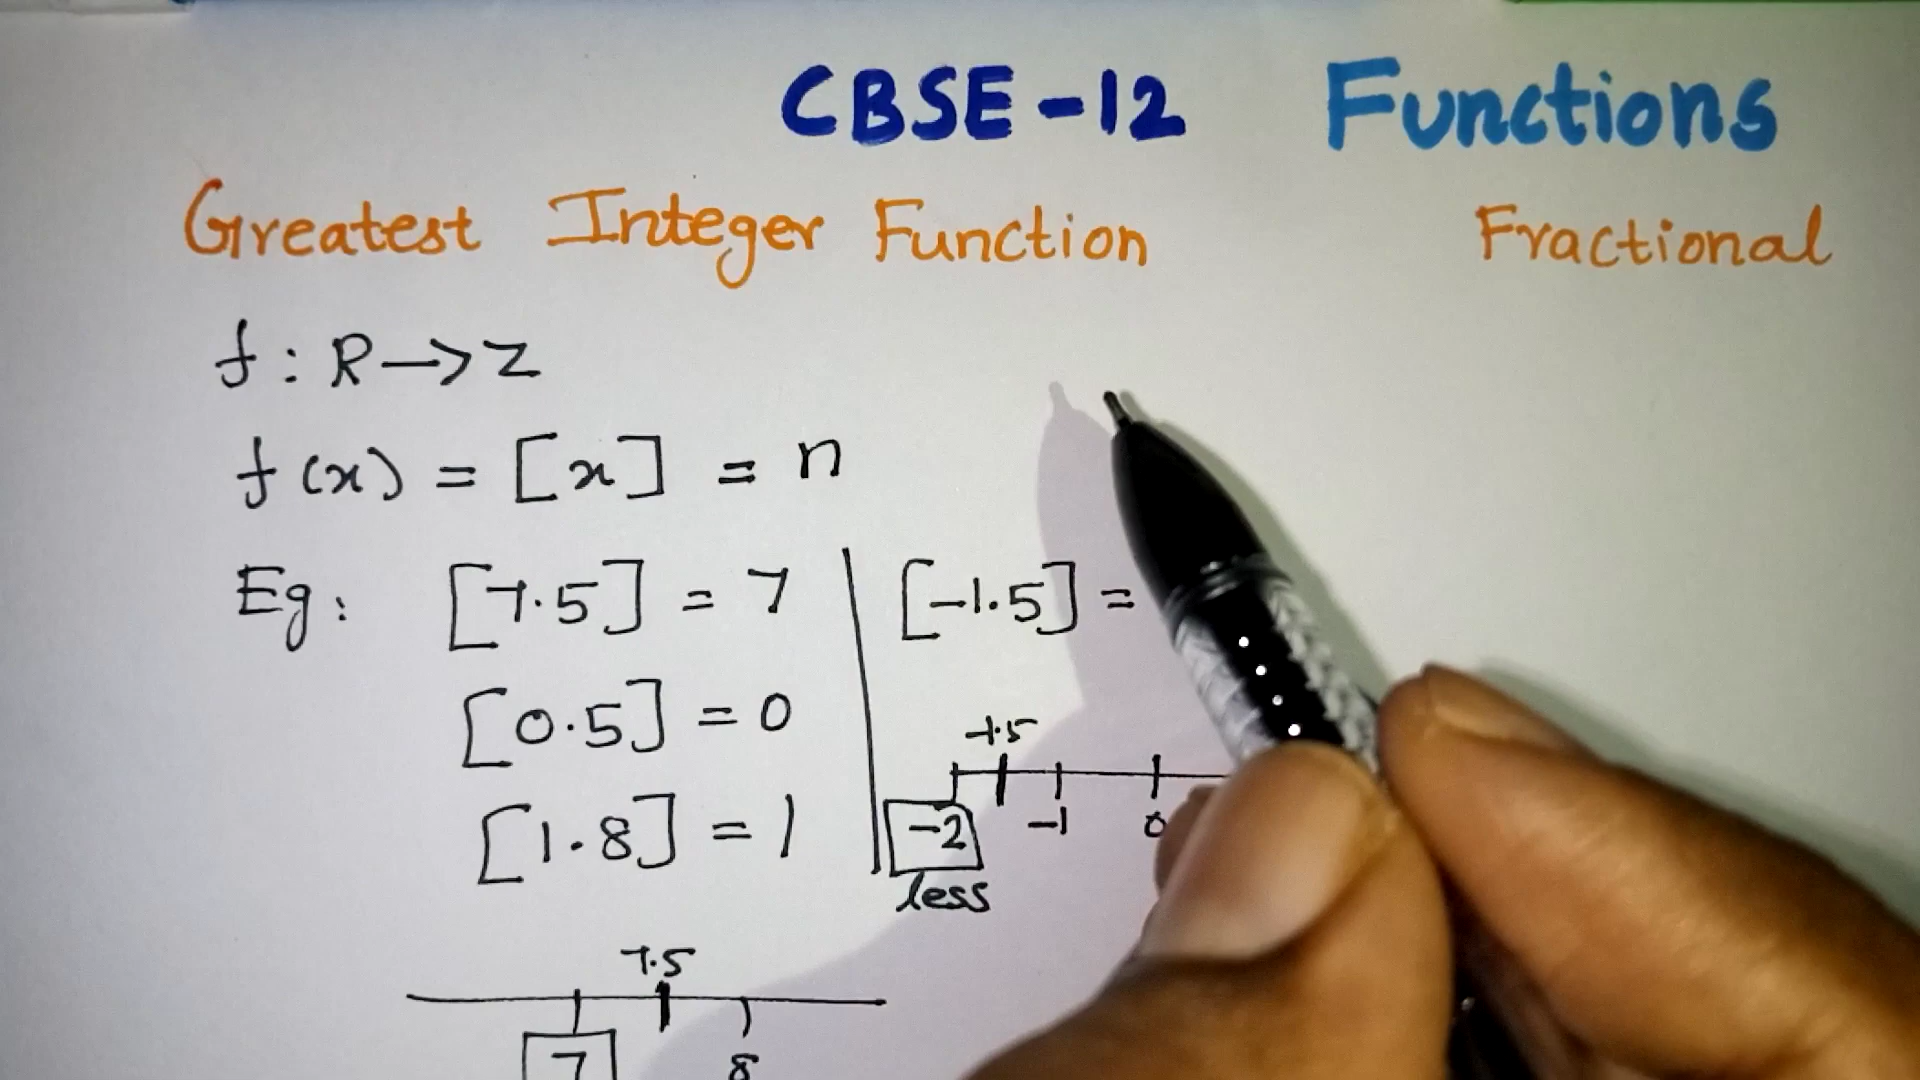 CBSE-12 Functions
Greatest Integer Function Fractional
f : R → Z
f(x) = [x] = n
Eg: [7.5] = 7
[0.5] = 0
[1.8] = 1
[-1.5] =
-1.5
-2 -1 0
less
7.5
7 8